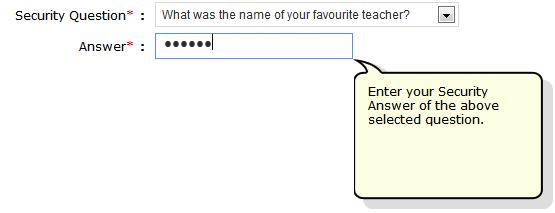 Security Question* : What was the name of your favourite teacher?
Answer* : ••••••
Enter your Security
Answer of the above
selected question.